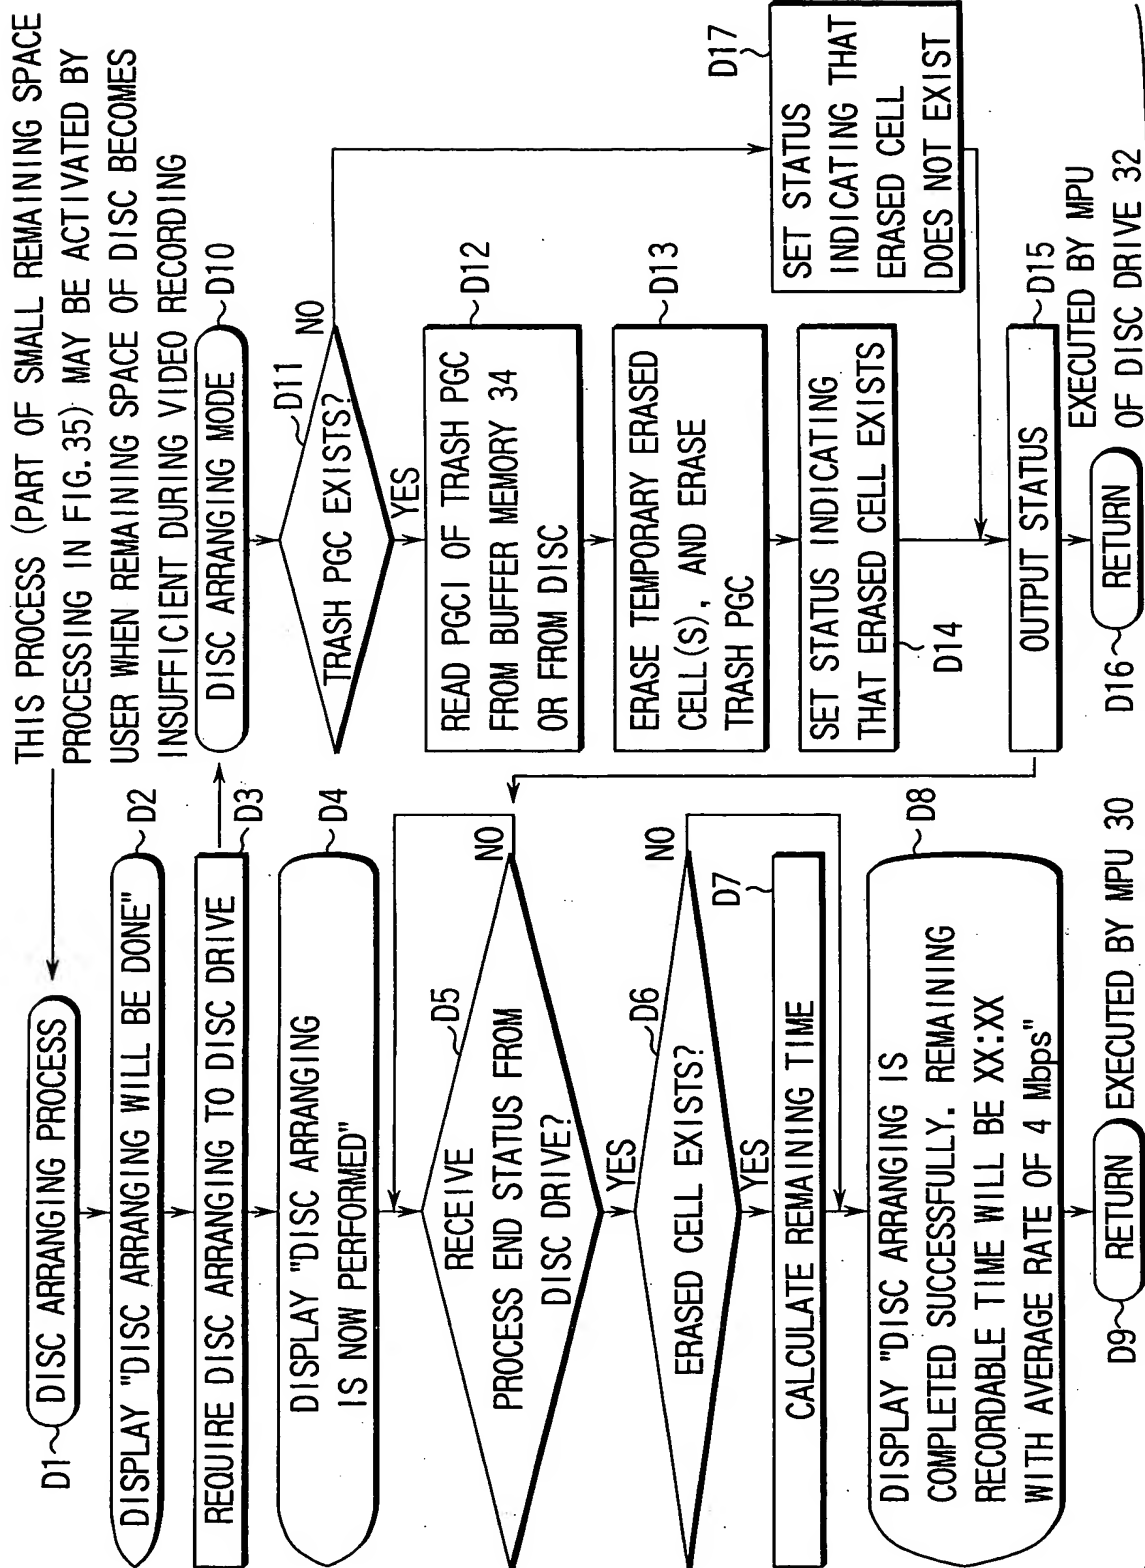 THIS PROCESS (PART OF SMALL REMAINING SPACE
PROCESSING IN FIG.35) MAY BE ACTIVATED BY
USER WHEN REMAINING SPACE OF DISC BECOMES
INSUFFICIENT DURING VIDEO RECORDING
D1
DISC ARRANGING PROCESS
DISPLAY "DISC ARRANGING WILL BE DONE"
D2
REQUIRE DISC ARRANGING TO DISC DRIVE
D3
DISPLAY "DISC ARRANGING
IS NOW PERFORMED"
D4
RECEIVE
PROCESS END STATUS FROM
DISC DRIVE?
D5
NO
YES
ERASED CELL EXISTS?
D6
NO
YES
CALCULATE REMAINING TIME
D7
DISPLAY "DISC ARRANGING IS
COMPLETED SUCCESSFULLY. REMAINING
RECORDABLE TIME WILL BE XX:XX
WITH AVERAGE RATE OF 4 Mbps"
D8
D9
RETURN
EXECUTED BY MPU 30
DISC ARRANGING MODE
D10
TRASH PGC EXISTS?
D11
NO
YES
READ PGCI OF TRASH PGC
FROM BUFFER MEMORY 34
OR FROM DISC
D12
ERASE TEMPORARY ERASED
CELL(S), AND ERASE
TRASH PGC
D13
SET STATUS INDICATING
THAT ERASED CELL EXISTS
D14
SET STATUS
INDICATING THAT
ERASED CELL
DOES NOT EXIST
D17
OUTPUT STATUS
D15
D16
RETURN
EXECUTED BY MPU
OF DISC DRIVE 32